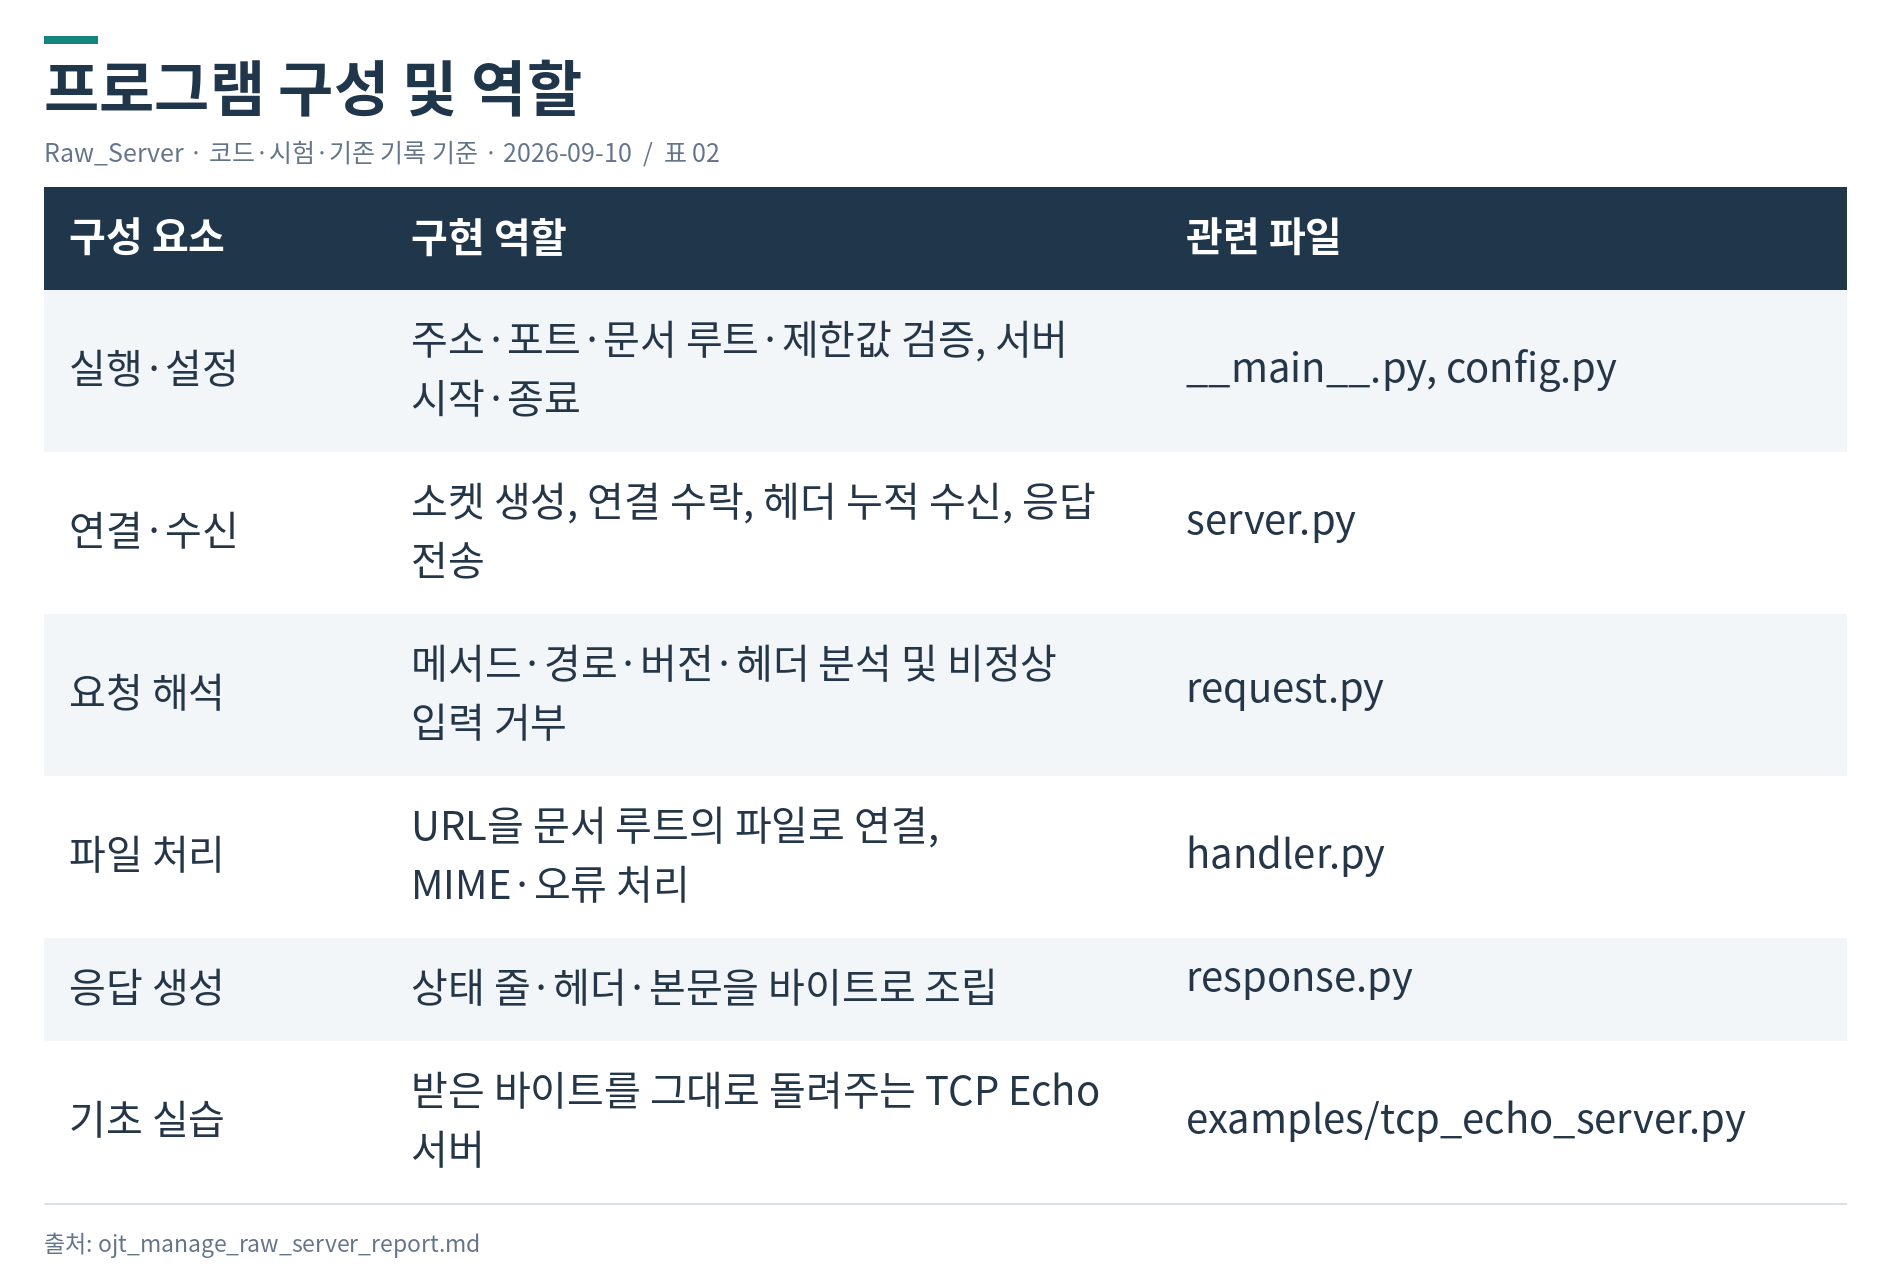 프로그램 구성 및 역할
Raw_Server · 코드·시험·기존 기록 기준 · 2026-09-10 / 표 02
구성 요소
구현 역할
관련 파일
실행·설정
주소·포트·문서 루트·제한값 검증, 서버
시작·종료
__main__.py, config.py
연결·수신
소켓 생성, 연결 수락, 헤더 누적 수신, 응답
전송
server.py
요청 해석
메서드·경로·버전·헤더 분석 및 비정상
입력 거부
request.py
파일 처리
URL을 문서 루트의 파일로 연결,
MIME·오류 처리
handler.py
응답 생성
상태 줄·헤더·본문을 바이트로 조립
response.py
기초 실습
받은 바이트를 그대로 돌려주는 TCP Echo
서버
examples/tcp_echo_server.py
출처: ojt_manage_raw_server_report.md